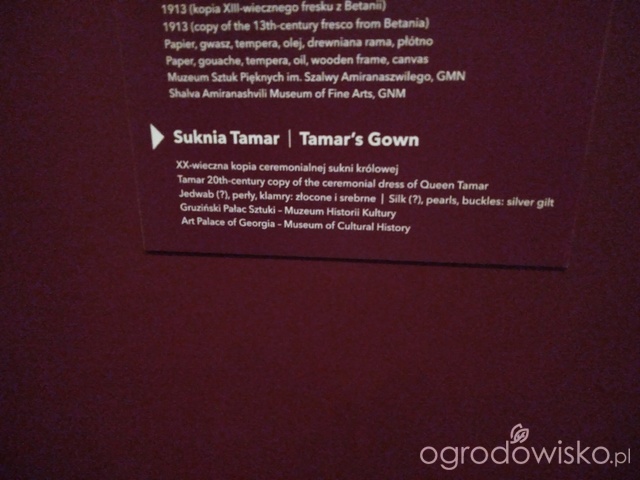 1913 (kopia XIII-wiecznego fresku z Betanii)
1913 (copy of the 13th-century fresco from Betania)
Papier, gwasz, tempera, olej, drewniana rama, płótno
Paper, gouache, tempera, oil, wooden frame, canvas
Muzeum Sztuk Pięknych im. Szalwy Amiranaszwilego, GMN
Shalva Amiranashvili Museum of Fine Arts, GNM
Suknia Tamar | Tamar's Gown
XX-wieczna kopia ceremonialnej sukni królowej
Tamar 20th-century copy of the ceremonial dress of Queen Tamar
Jedwab (?), perły, klamry: złocone i srebrne | Silk (?), pearls, buckles: silver gilt
Gruziński Pałac Sztuki – Muzeum Historii Kultury
Art Palace of Georgia – Museum of Cultural History
ogrodowisko.pl